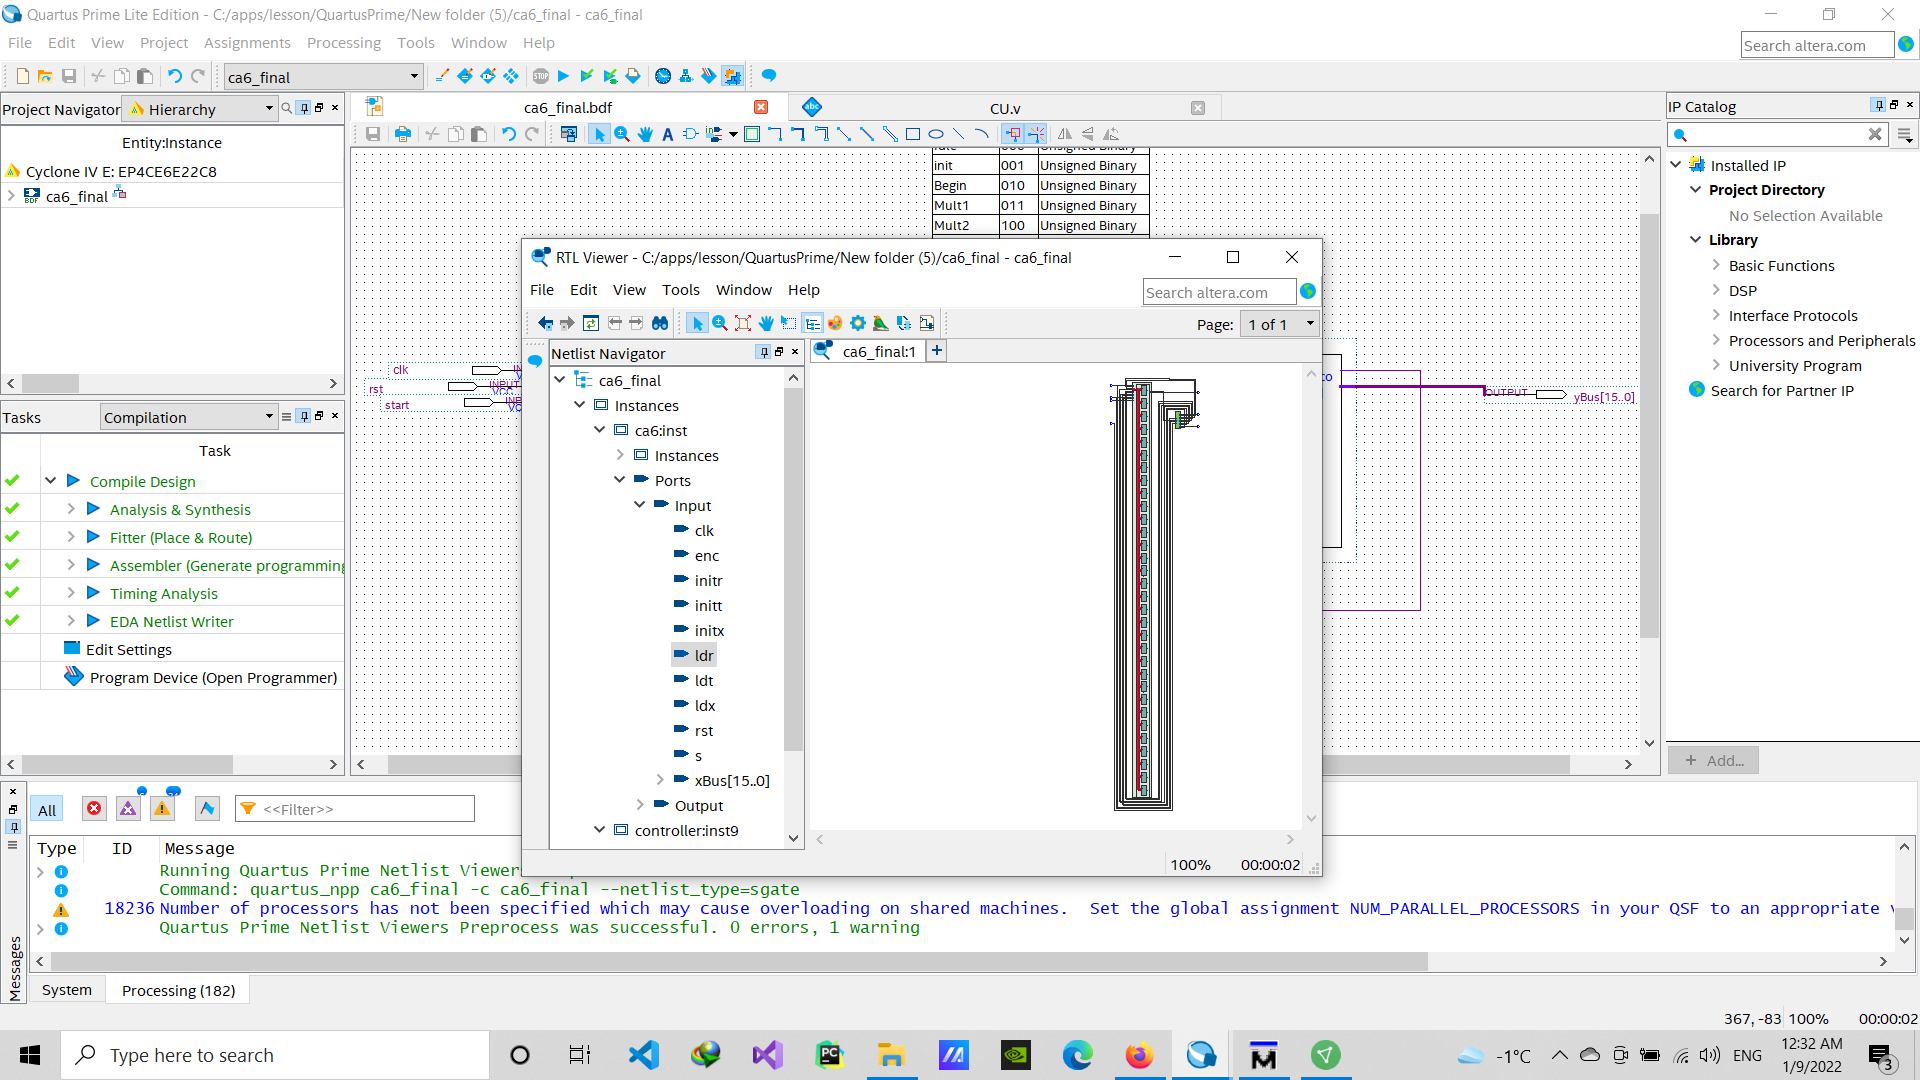 Quartus Prime Lite Edition - C:/apps/lesson/QuartusPrime/New folder (5)/ca6_final - ca6_final
File Edit View Project Assignments Processing Tools Window Help
Search altera.com
ca6_final
Project Navigator Hierarchy
Entity:Instance
Cyclone IV E: EP4CE6E22C8
ca6_final
Tasks Compilation
Task
Compile Design
Analysis & Synthesis
Fitter (Place & Route)
Assembler (Generate programming
Timing Analysis
EDA Netlist Writer
Edit Settings
Program Device (Open Programmer)
ca6_final.bdf
CU.v
init 001 Unsigned Binary
Begin 010 Unsigned Binary
Mult1 011 Unsigned Binary
Mult2 100 Unsigned Binary
clk
rst INPUT
start
co
OUTPUT yBus[15..0]
RTL Viewer - C:/apps/lesson/QuartusPrime/New folder (5)/ca6_final - ca6_final
File Edit View Tools Window Help
Search altera.com
Page: 1 of 1
Netlist Navigator
ca6_final:1
ca6_final
Instances
ca6:inst
Instances
Ports
Input
clk
enc
initr
initt
initx
ldr
ldt
ldx
rst
s
xBus[15..0]
Output
controller:inst9
100% 00:00:02
IP Catalog
Installed IP
Project Directory
No Selection Available
Library
Basic Functions
DSP
Interface Protocols
Processors and Peripherals
University Program
Search for Partner IP
+ Add...
All
<<Filter>>
Type ID Message
Running Quartus Prime Netlist Viewers
Command: quartus_npp ca6_final -c ca6_final --netlist_type=sgate
18236 Number of processors has not been specified which may cause overloading on shared machines. Set the global assignment NUM_PARALLEL_PROCESSORS in your QSF to an appropriate
Quartus Prime Netlist Viewers Preprocess was successful. 0 errors, 1 warning
Messages
System Processing (182)
367, -83 100% 00:00:02
Type here to search
-1°C
ENG
12:32 AM
1/9/2022
3